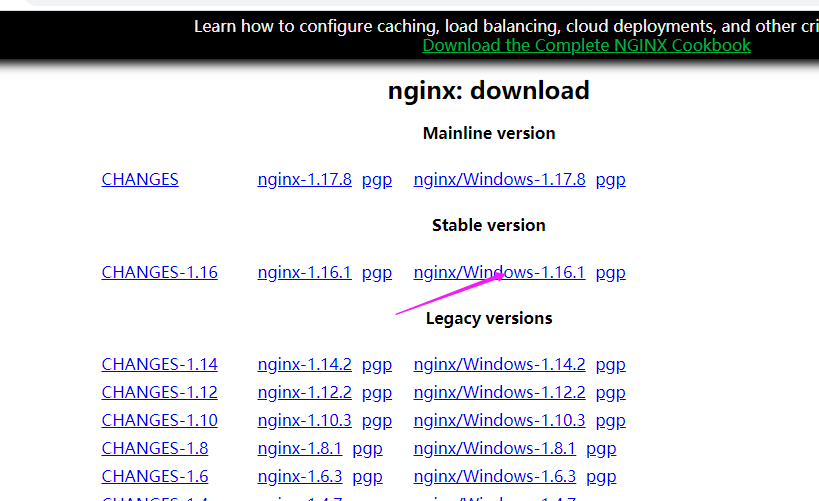 Learn how to configure caching, load balancing, cloud deployments, and other cri
Download the Complete NGINX Cookbook
nginx: download
Mainline version
CHANGES nginx-1.17.8 pgp nginx/Windows-1.17.8 pgp
Stable version
CHANGES-1.16 nginx-1.16.1 pgp nginx/Windows-1.16.1 pgp
Legacy versions
CHANGES-1.14 nginx-1.14.2 pgp nginx/Windows-1.14.2 pgp
CHANGES-1.12 nginx-1.12.2 pgp nginx/Windows-1.12.2 pgp
CHANGES-1.10 nginx-1.10.3 pgp nginx/Windows-1.10.3 pgp
CHANGES-1.8 nginx-1.8.1 pgp nginx/Windows-1.8.1 pgp
CHANGES-1.6 nginx-1.6.3 pgp nginx/Windows-1.6.3 pgp